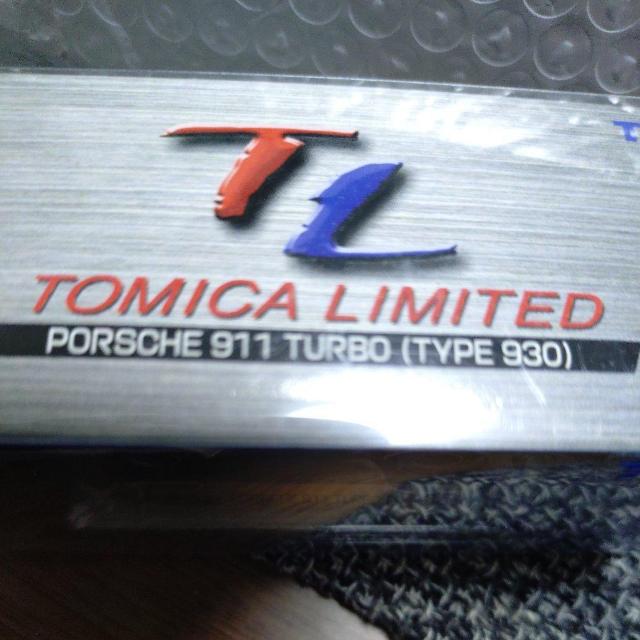 TL
TOMICA LIMITED
PORSCHE 911 TURBO (TYPE 930)